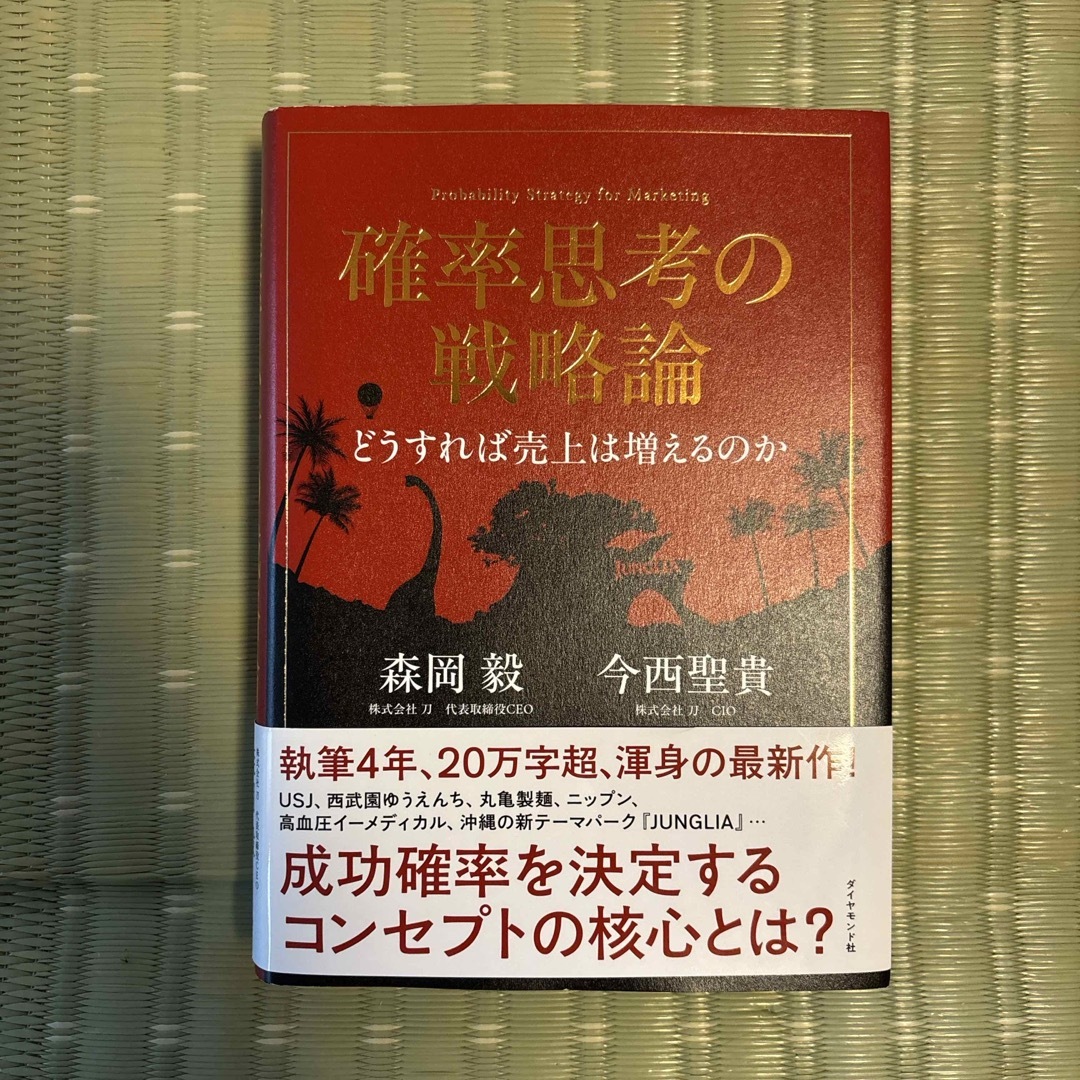 Probability Strategy for Marketing
確率思考の
戦略論
どうすれば売上は増えるのか
JUNGLIA
森岡 毅
今西聖貴
株式会社 刀 代表取締役CEO
株式会社 刀 CIO
執筆4年、20万字超、渾身の最新作!
USJ、西武園ゆうえんち、丸亀製麺、ニップン、
高血圧イーメディカル、沖縄の新テーマパーク『JUNGLIA』…
成功確率を決定する
コンセプトの核心とは?
ダイヤモンド社